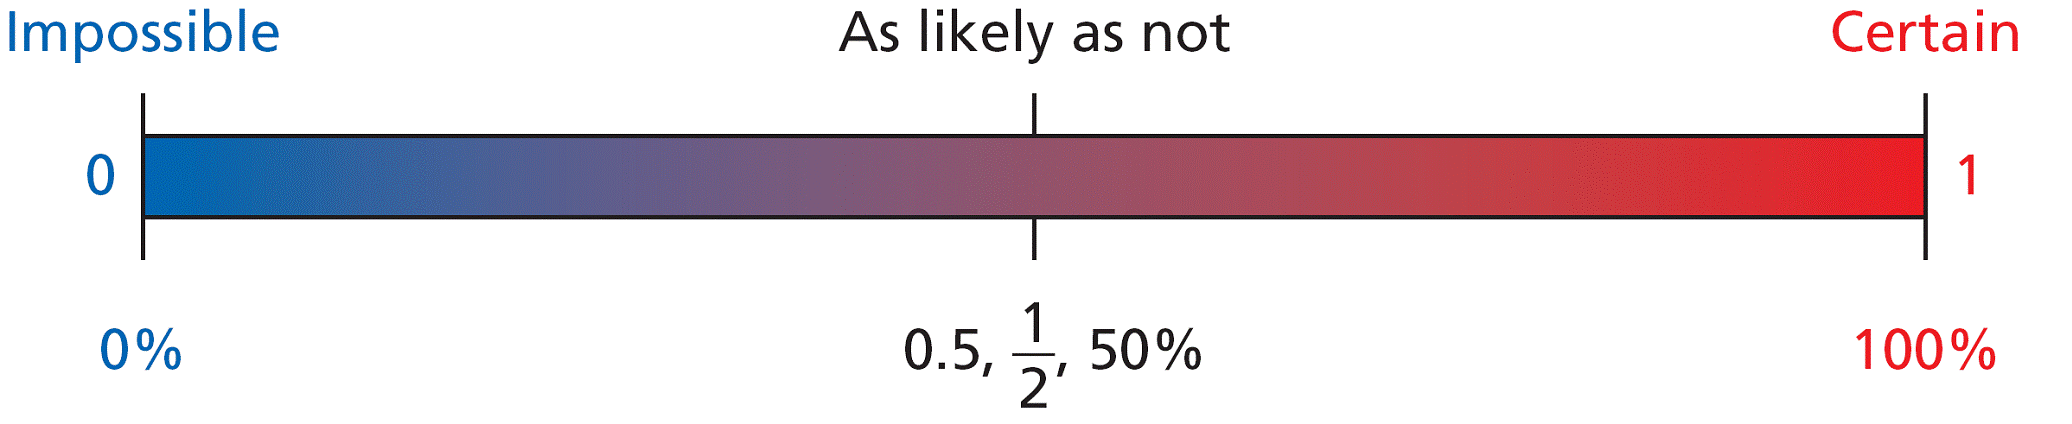 Impossible As likely as not Certain
0 1
0% 0.5, 1/2, 50% 100%